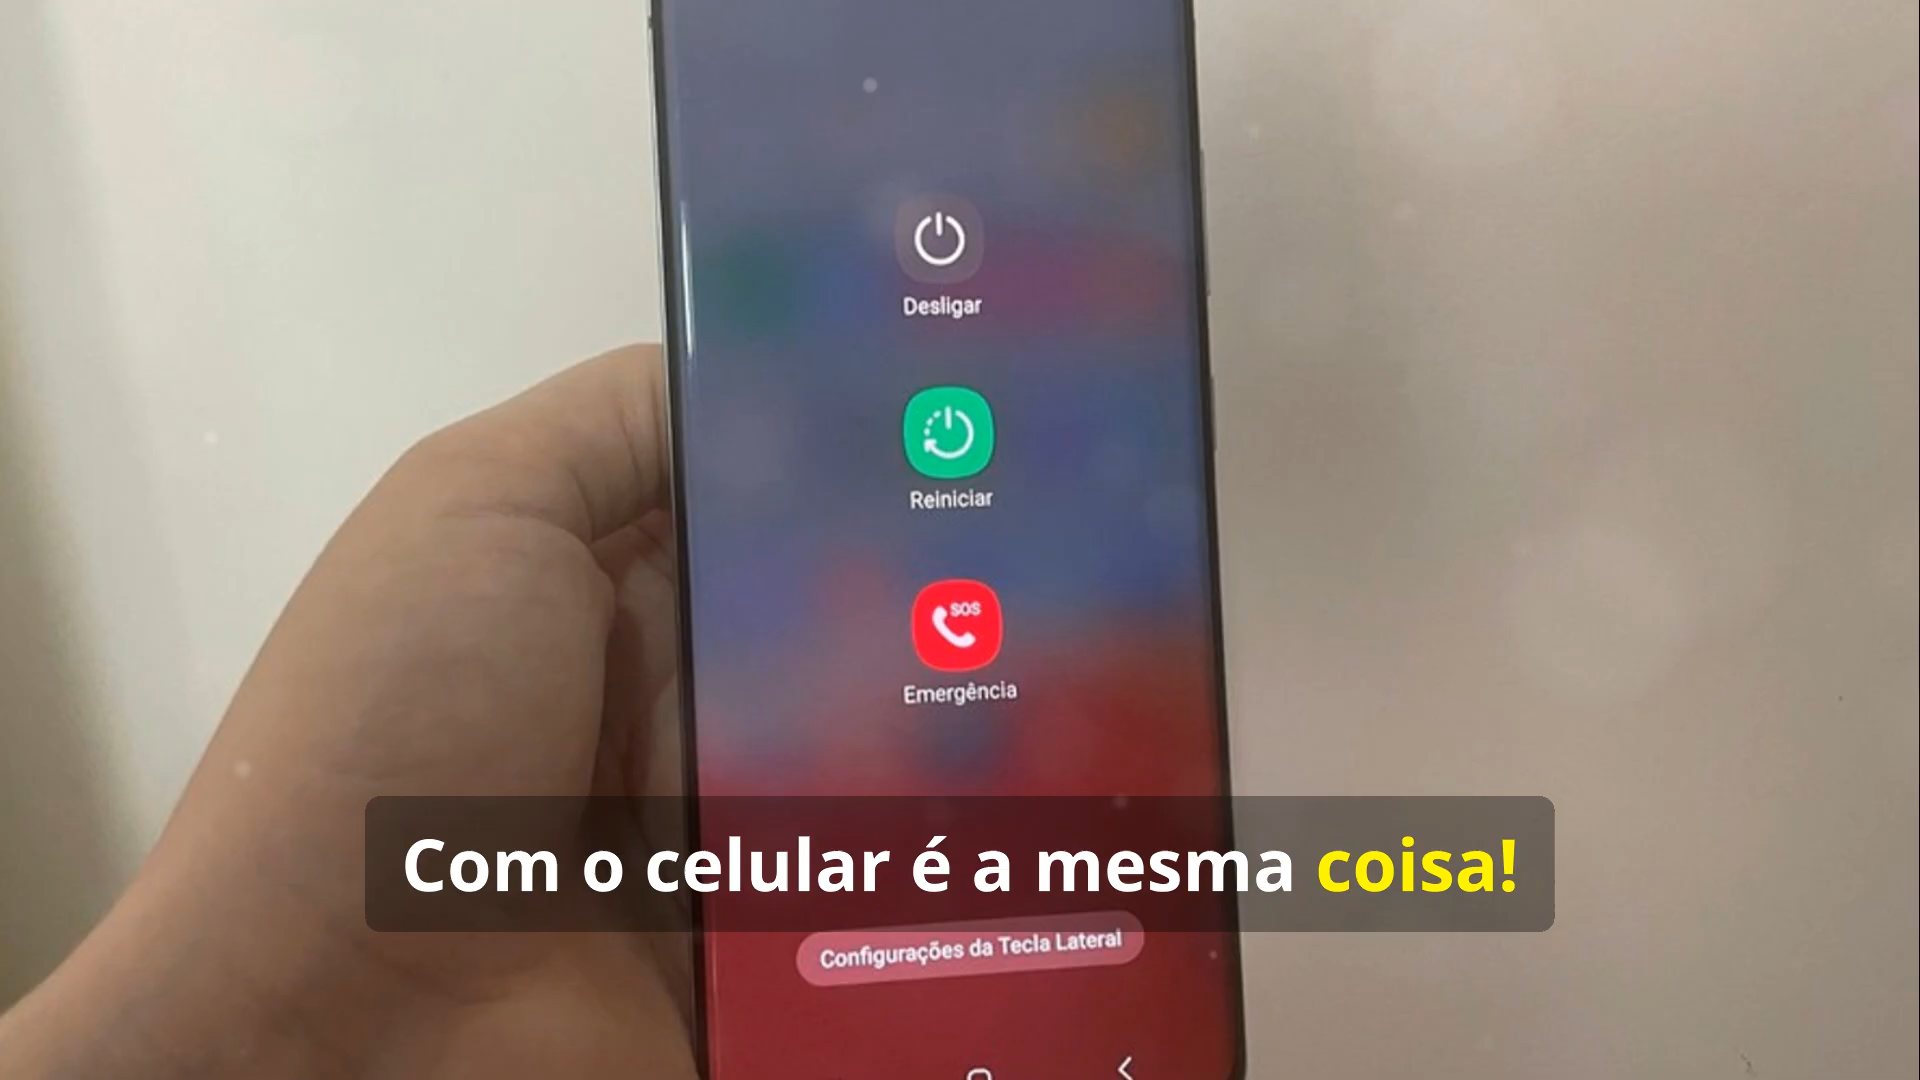 Desligar
Reiniciar
SOS
Emergência
Com o celular é a mesma coisa!
Configurações da Tecla Lateral